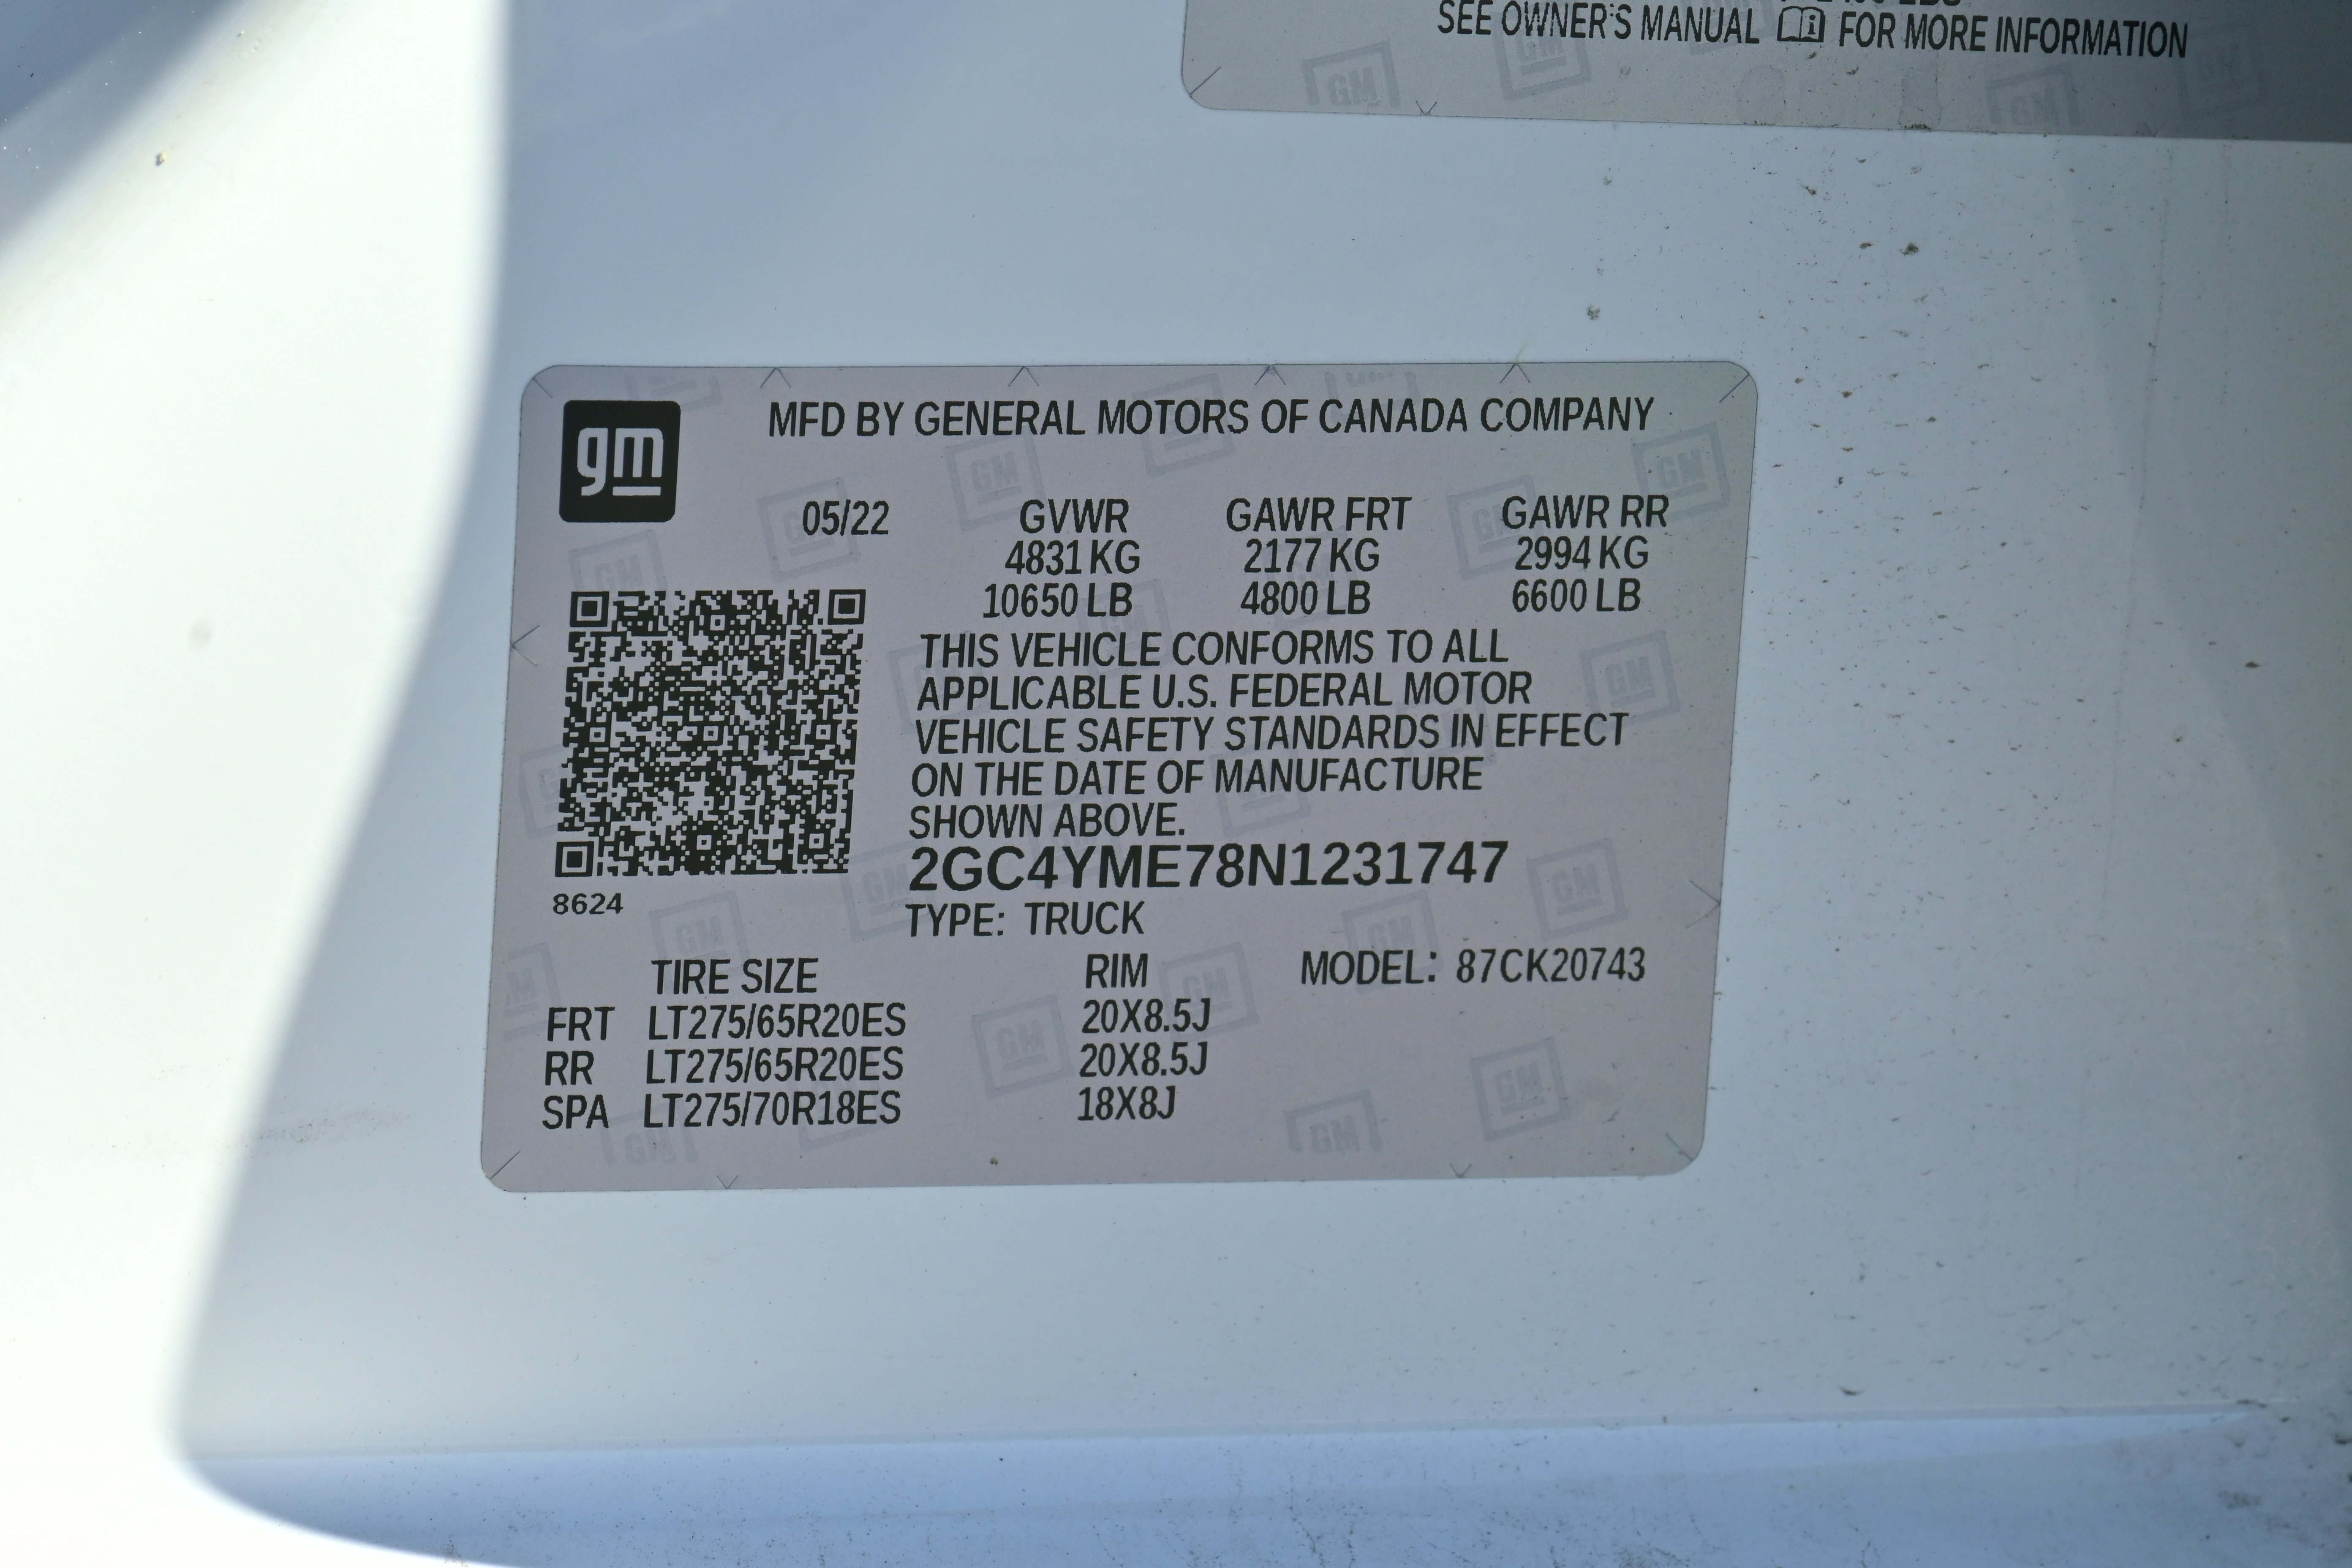 SEE OWNER'S MANUAL FOR MORE INFORMATION
gm
MFD BY GENERAL MOTORS OF CANADA COMPANY
05/22 GVWR GAWR FRT GAWR RR
4831 KG 2177 KG 2994 KG
10650 LB 4800 LB 6600 LB
THIS VEHICLE CONFORMS TO ALL
APPLICABLE U.S. FEDERAL MOTOR
VEHICLE SAFETY STANDARDS IN EFFECT
ON THE DATE OF MANUFACTURE
SHOWN ABOVE.
2GC4YME78N1231747
8624
TYPE: TRUCK
TIRE SIZE RIM MODEL: 87CK20743
FRT LT275/65R20ES 20X8.5J
RR LT275/65R20ES 20X8.5J
SPA LT275/70R18ES 18X8J